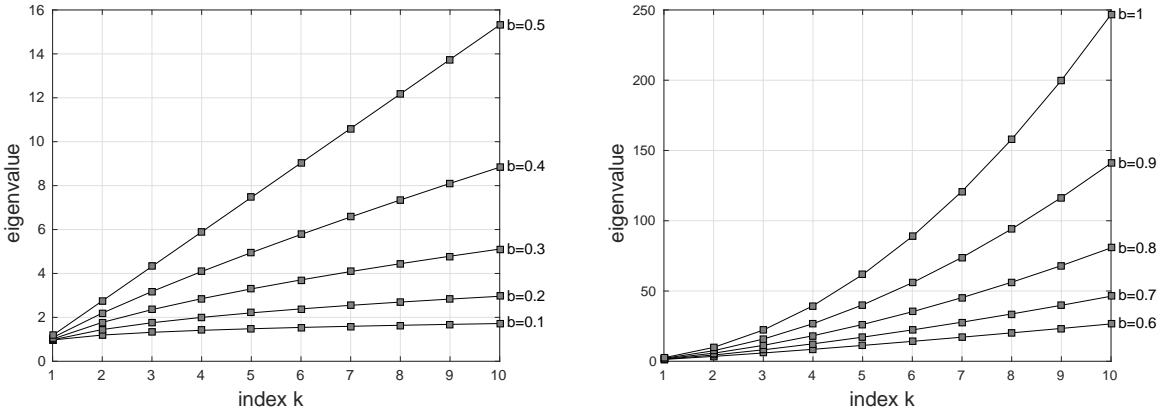 16
14
12
10
8
6
4
2
0
eigenvalue
1 2 3 4 5 6 7 8 9 10
index k
b=0.5
b=0.4
b=0.3
b=0.2
b=0.1
250
200
150
100
50
0
eigenvalue
1 2 3 4 5 6 7 8 9 10
index k
b=1
b=0.9
b=0.8
b=0.7
b=0.6